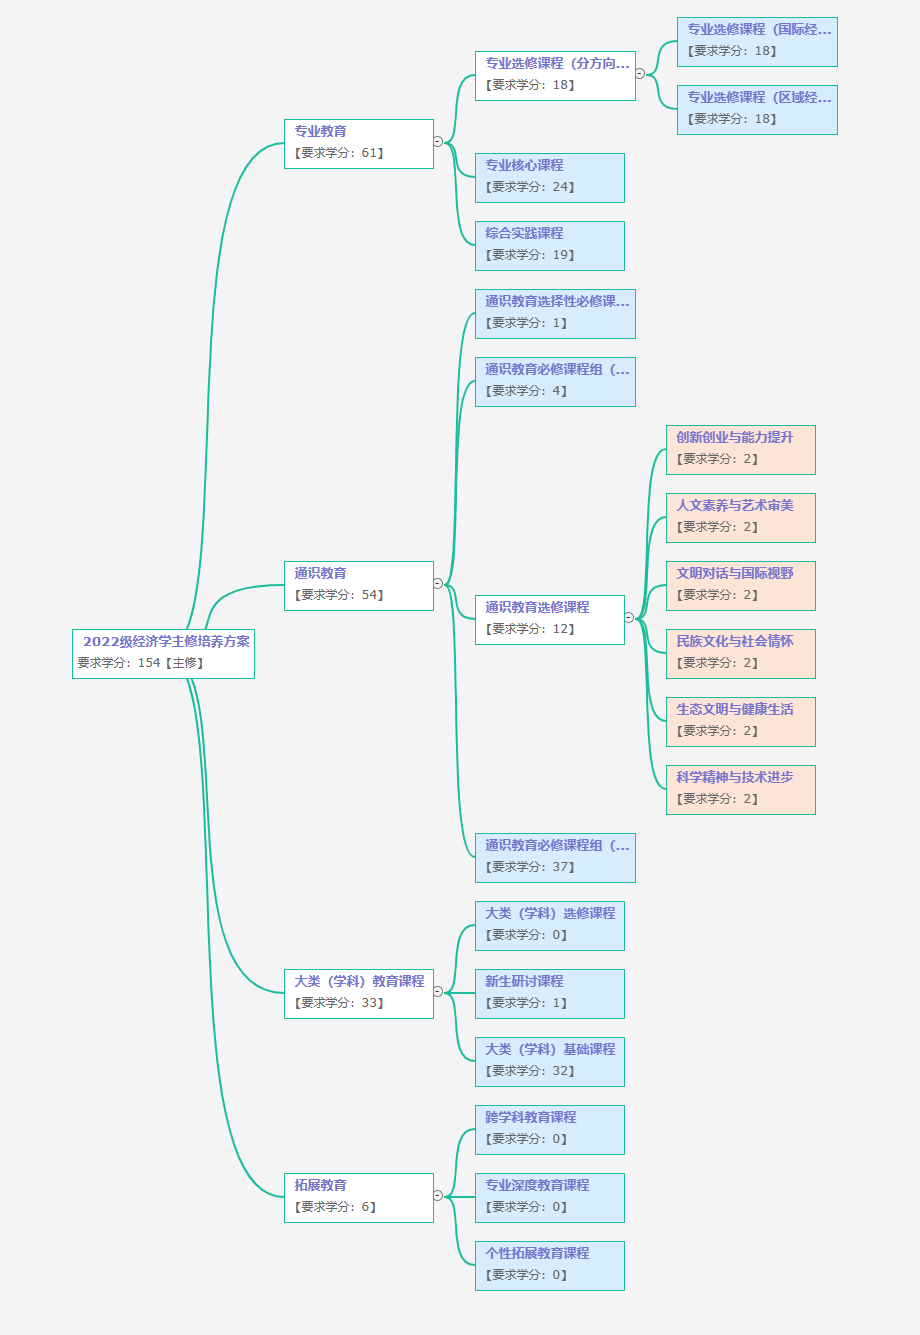 专业选修课程（国际经...
【要求学分：18】
专业选修课程（分方向...
【要求学分：18】
专业选修课程（区域经...
【要求学分：18】
专业教育
【要求学分：61】
专业核心课程
【要求学分：24】
综合实践课程
【要求学分：19】
通识教育选择性必修课...
【要求学分：1】
通识教育必修课程组（...
【要求学分：4】
创新创业与能力提升
【要求学分：2】
人文素养与艺术审美
【要求学分：2】
通识教育
【要求学分：54】
文明对话与国际视野
【要求学分：2】
通识教育选修课程
【要求学分：12】
2022级经济学主修培养方案
要求学分：154【主修】
民族文化与社会情怀
【要求学分：2】
生态文明与健康生活
【要求学分：2】
科学精神与技术进步
【要求学分：2】
通识教育必修课程组（...
【要求学分：37】
大类（学科）选修课程
【要求学分：0】
大类（学科）教育课程
【要求学分：33】
新生研讨课程
【要求学分：1】
大类（学科）基础课程
【要求学分：32】
跨学科教育课程
【要求学分：0】
拓展教育
【要求学分：6】
专业深度教育课程
【要求学分：0】
个性拓展教育课程
【要求学分：0】